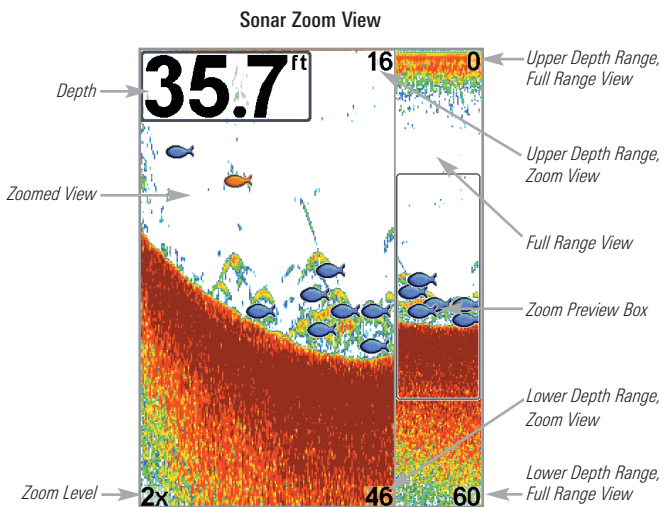 Sonar Zoom View
35.7 ft
16
0
Depth
Upper Depth Range,
Full Range View
Upper Depth Range,
Zoom View
Zoomed View
Full Range View
Zoom Preview Box
Lower Depth Range,
Zoom View
Lower Depth Range,
Full Range View
Zoom Level
2x
46
60